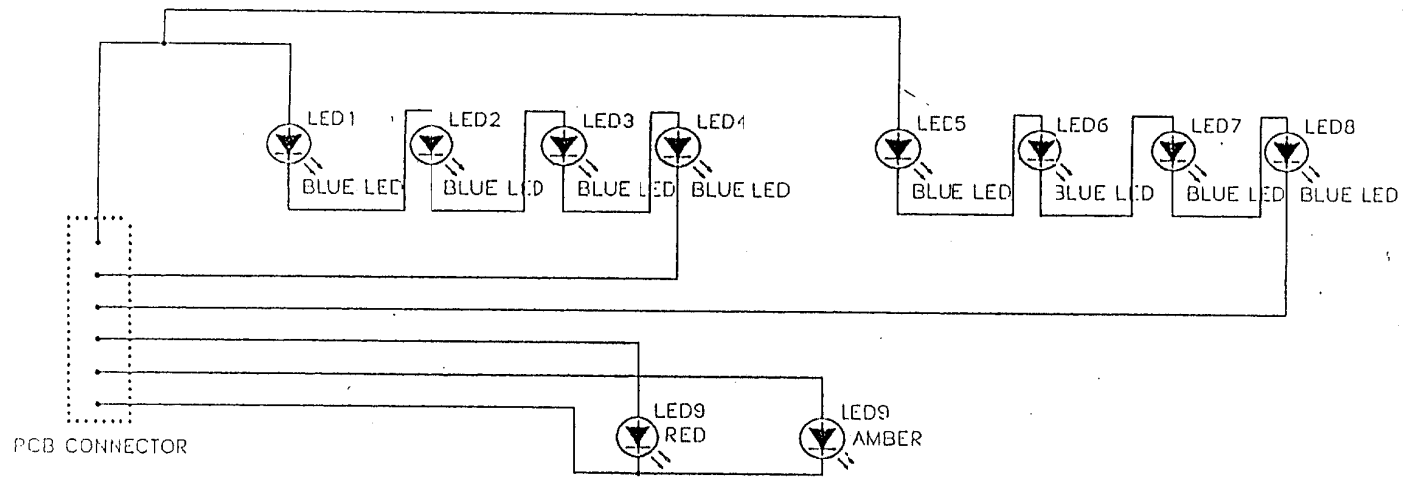 LED1
BLUE LED
LED2
BLUE LED
LED3
BLUE LED
LED4
BLUE LED
LED5
BLUE LED
LED6
BLUE LED
LED7
BLUE LED
LED8
BLUE LED
PCB CONNECTOR
LED9
RED
LED9
AMBER